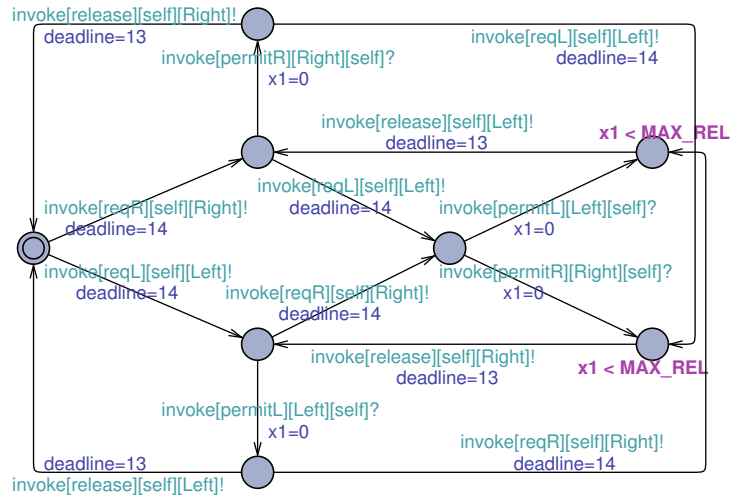 invoke[release][self][Right]!
deadline=13
invoke[reqL][self][Left]!
deadline=14
invoke[permitR][Right][self]?
x1=0
invoke[release][self][Left]!
deadline=13
x1 < MAX_REL
invoke[reqL][self][Left]!
deadline=14
invoke[reqR][self][Right]!
deadline=14
invoke[permitL][Left][self]?
x1=0
invoke[reqL][self][Left]!
deadline=14
invoke[reqR][self][Right]!
deadline=14
invoke[permitR][Right][self]?
x1=0
invoke[release][self][Right]!
deadline=13
x1 < MAX_REL
invoke[permitL][Left][self]?
x1=0
invoke[reqR][self][Right]!
deadline=14
deadline=13
invoke[release][self][Left]!